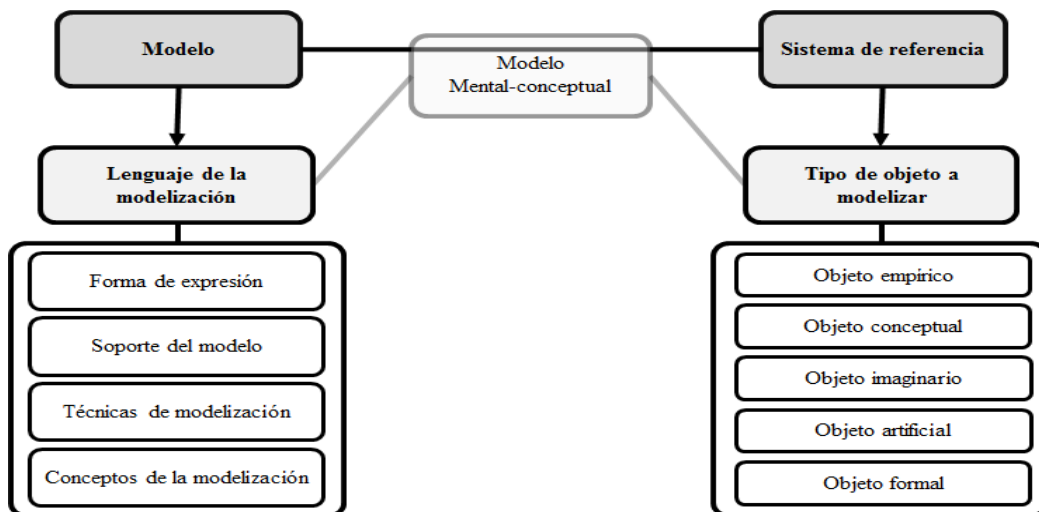 Modelo
Modelo
Mental-conceptual
Sistema de referencia
Lenguaje de la
modelización
Tipo de objeto a
modelizar
Forma de expresión
Soporte del modelo
Técnicas de modelización
Conceptos de la modelización
Objeto empírico
Objeto conceptual
Objeto imaginario
Objeto artificial
Objeto formal